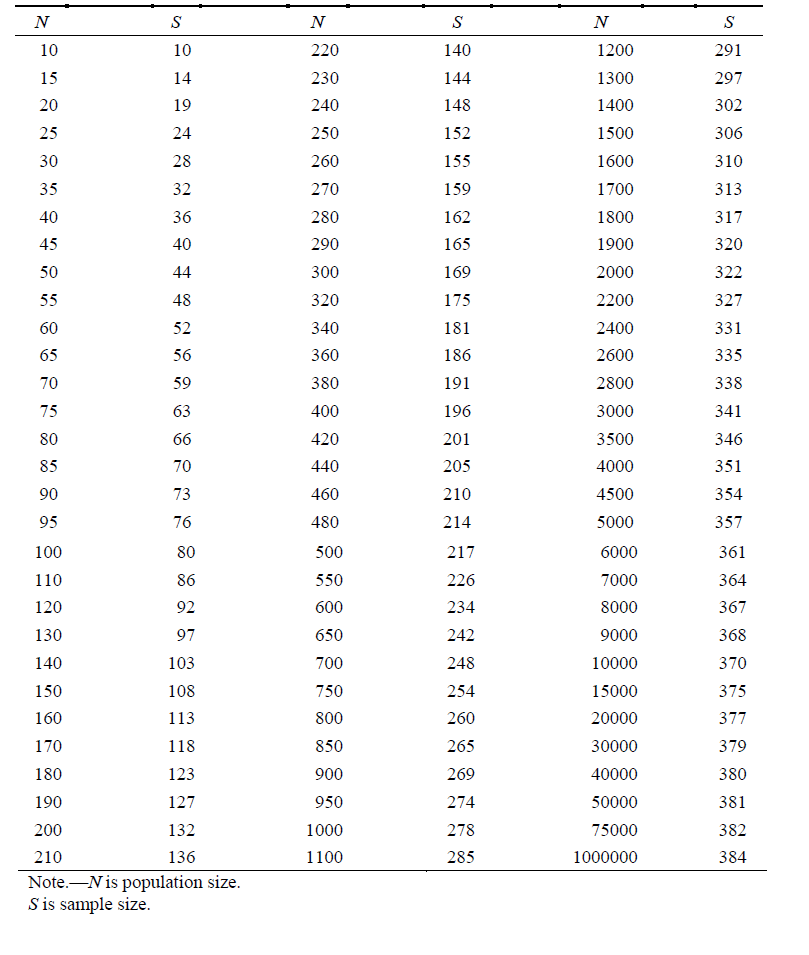 N S N S N S
10 10 220 140 1200 291
15 14 230 144 1300 297
20 19 240 148 1400 302
25 24 250 152 1500 306
30 28 260 155 1600 310
35 32 270 159 1700 313
40 36 280 162 1800 317
45 40 290 165 1900 320
50 44 300 169 2000 322
55 48 320 175 2200 327
60 52 340 181 2400 331
65 56 360 186 2600 335
70 59 380 191 2800 338
75 63 400 196 3000 341
80 66 420 201 3500 346
85 70 440 205 4000 351
90 73 460 210 4500 354
95 76 480 214 5000 357
100 80 500 217 6000 361
110 86 550 226 7000 364
120 92 600 234 8000 367
130 97 650 242 9000 368
140 103 700 248 10000 370
150 108 750 254 15000 375
160 113 800 260 20000 377
170 118 850 265 30000 379
180 123 900 269 40000 380
190 127 950 274 50000 381
200 132 1000 278 75000 382
210 136 1100 285 1000000 384
Note.—N is population size.
S is sample size.